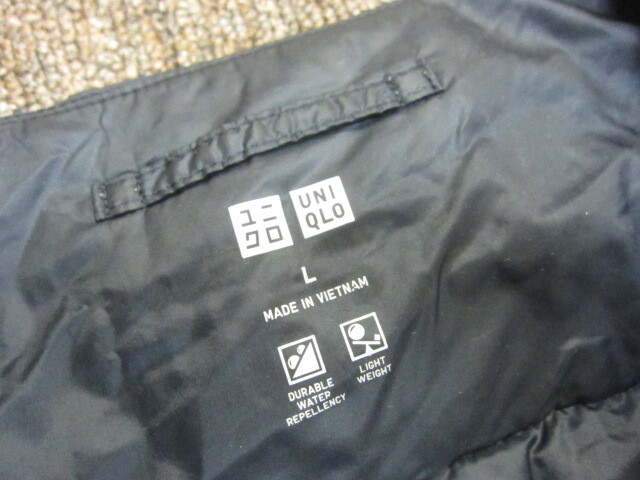 ユニ
クロ
UNI
QLO
L
MADE IN VIETNAM
DURABLE
WATER
REPELLENCY
LIGHT
WEIGHT